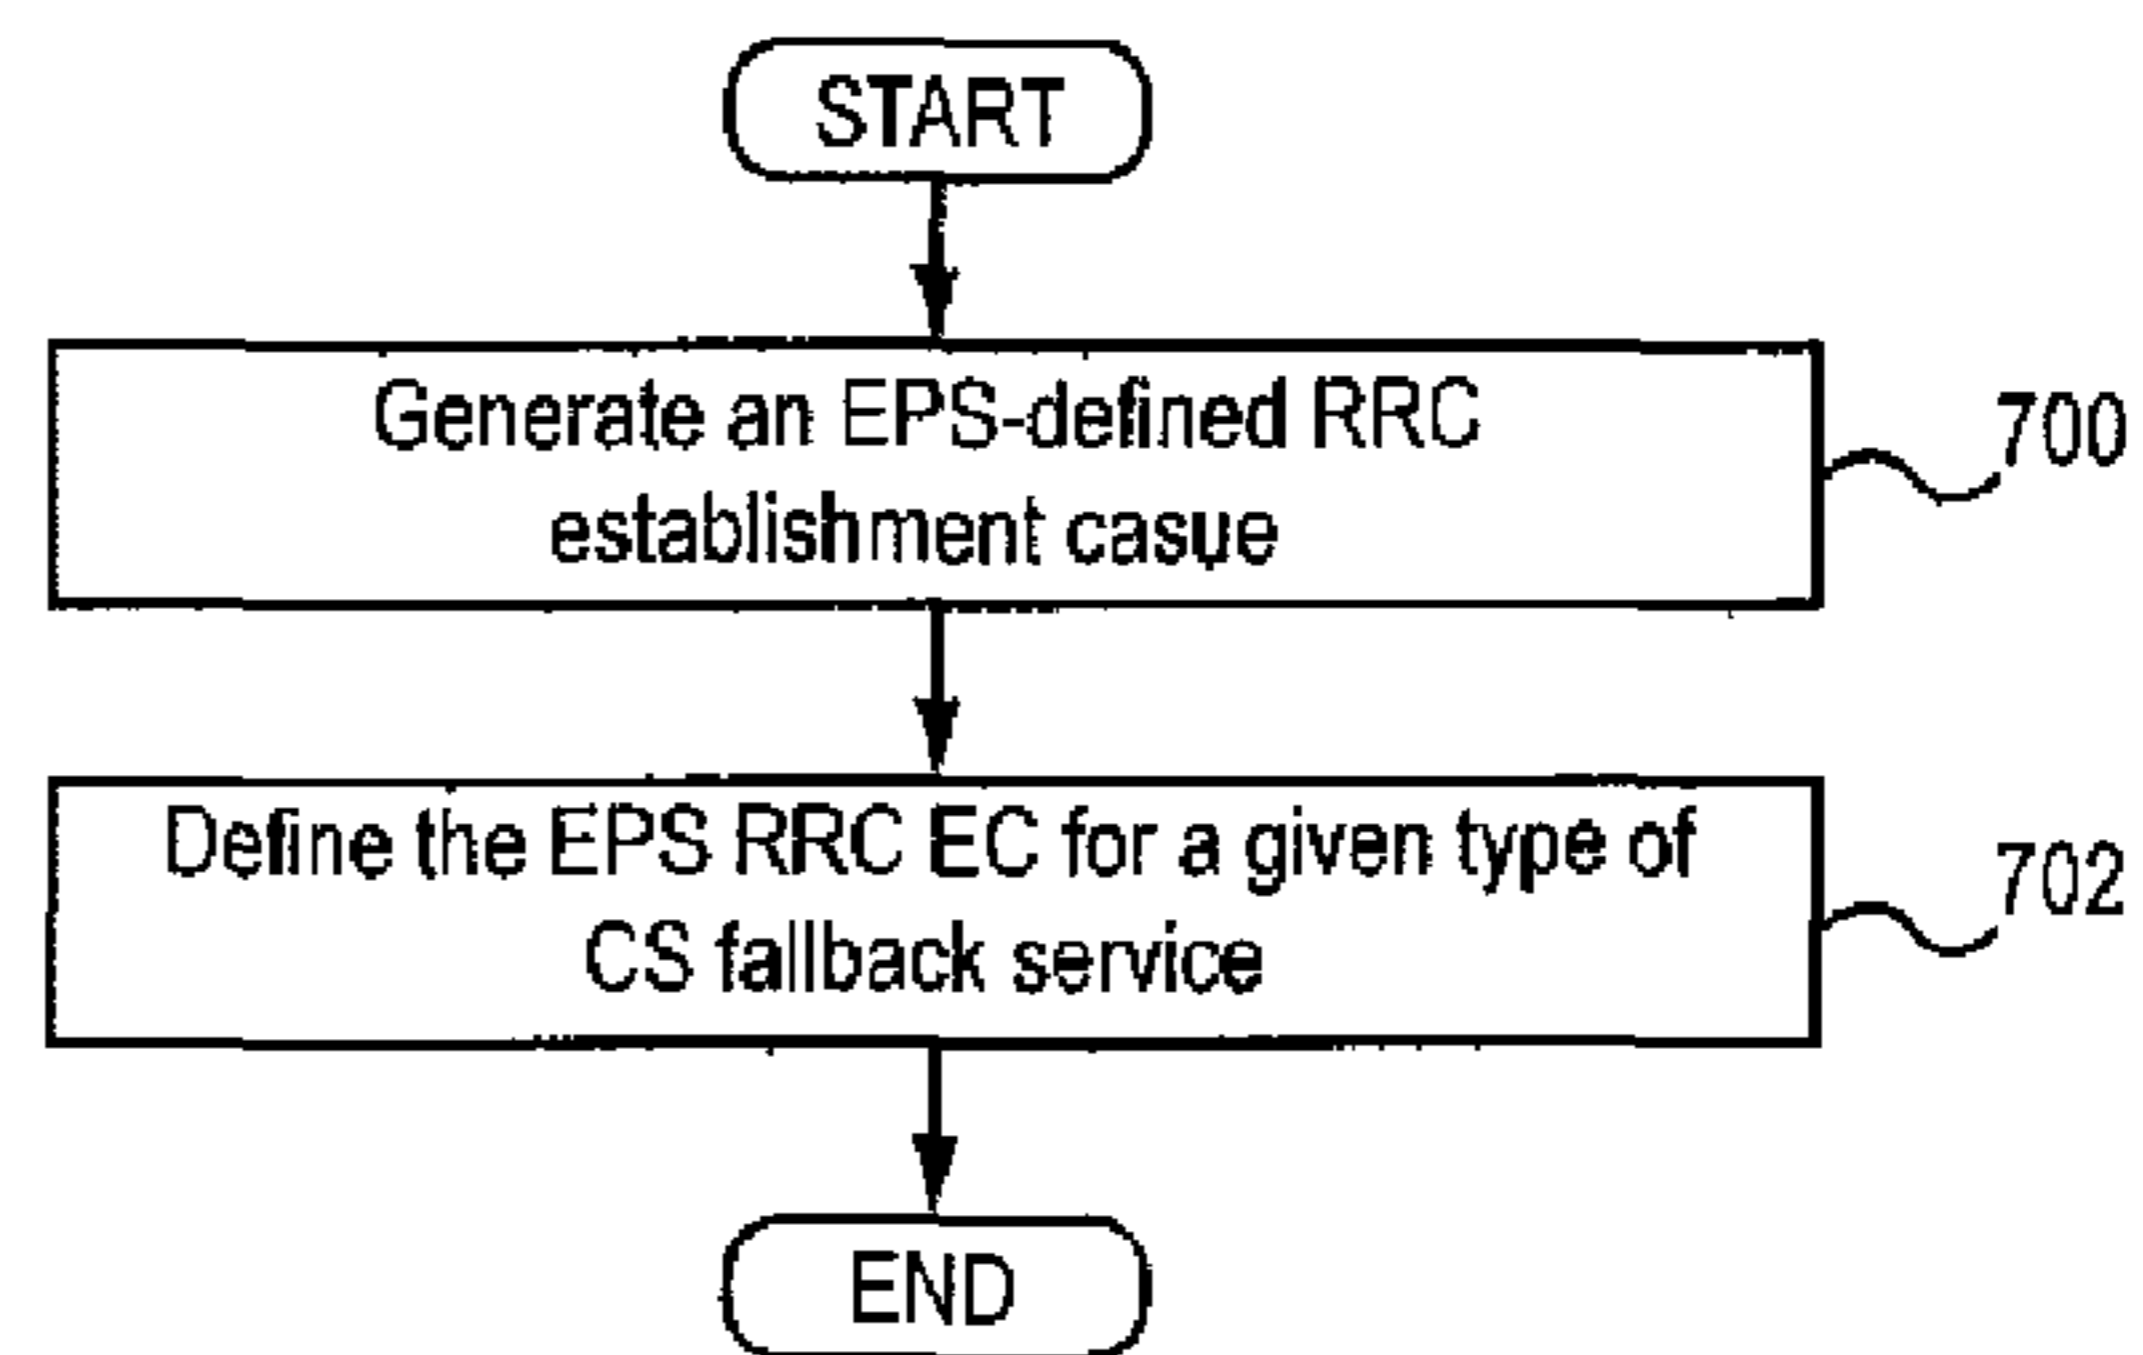 START
Generate an EPS-defined RRC
establishment casue
700
Define the EPS RRC EC for a given type of
CS fallback service
702
END